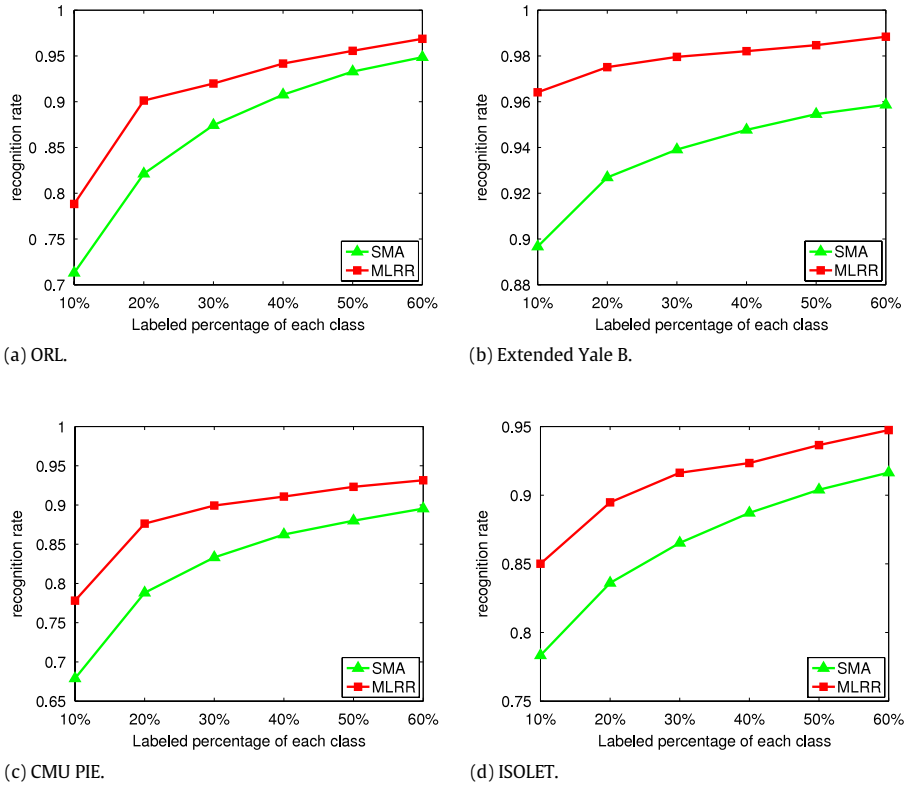 1
0.95
0.9
0 .85
0.8
0 .75
0.7
recognition rate
10% 20% 30% 40% 50% 60%
Labeled percentage of each class
SMA
MLRR
(a) ORL.
1
0.98
0.96
0.94
0.92
0.9
0.88
recognition rate
10% 20% 30% 40% 50% 60%
Labeled percentage of each class
SMA
MLRR
(b) Extended Yale B.
1
0.95
0.9
0.85
0.8
0.75
0.7
0.65
recognition rate
10% 20% 30% 40% 50% 60%
Labeled percentage of each class
SMA
MLRR
(c) CMU PIE.
0.95
0.9
0.85
0.8
0.75
recognition rate
10% 20% 30% 40% 50% 60%
Labeled percentage of each class
SMA
MLRR
(d) ISOLET.